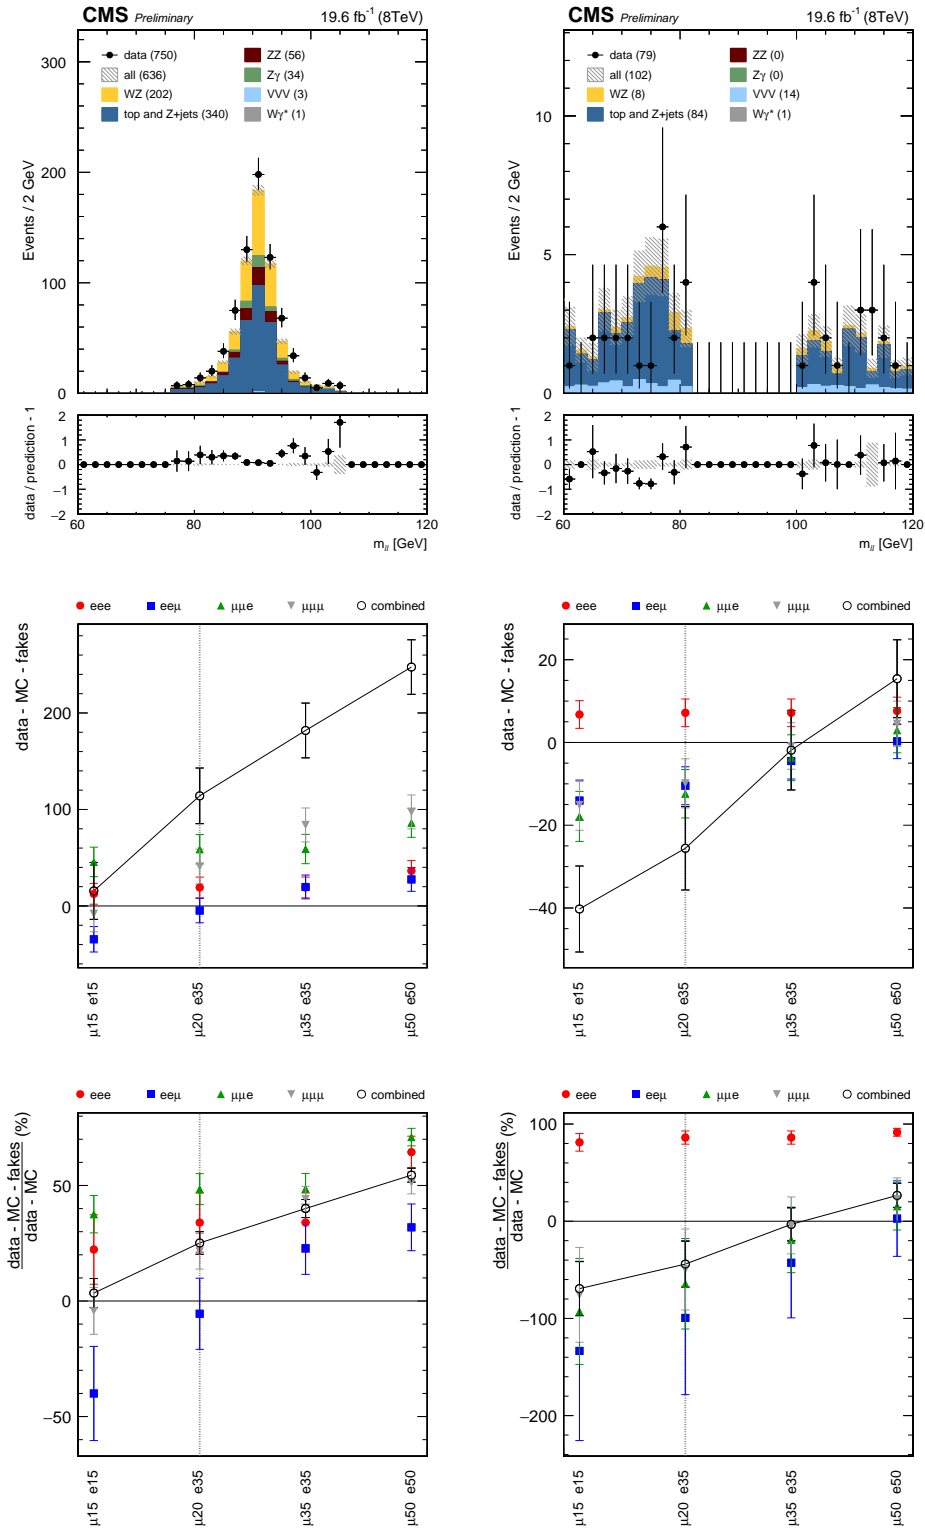 CMS Preliminary 19.6 fb⁻¹ (8TeV)
data (750) ZZ (56)
all (636) Zγ (34)
WZ (202) VVV (3)
top and Z+jets (340) Wγ* (1)
Events / 2 GeV
300
200
100
0
data / prediction - 1
2
1
0
−1
−2
60 80 100 120
m_ll [GeV]
CMS Preliminary 19.6 fb⁻¹ (8TeV)
data (79) ZZ (0)
all (102) Zγ (0)
WZ (8) VVV (14)
top and Z+jets (84) Wγ* (1)
Events / 2 GeV
10
5
0
data / prediction - 1
2
1
0
−1
−2
60 80 100 120
m_ll [GeV]
eee eeμ μμe μμμ combined
data - MC - fakes
200
100
0
μ15 e15
μ20 e35
μ35 e35
μ50 e50
eee eeμ μμe μμμ combined
data - MC - fakes
20
0
−20
−40
μ15 e15
μ20 e35
μ35 e35
μ50 e50
eee eeμ μμe μμμ combined
data - MC - fakes (%)
data - MC
50
0
−50
μ15 e15
μ20 e35
μ35 e35
μ50 e50
eee eeμ μμe μμμ combined
data - MC - fakes (%)
data - MC
100
0
−100
−200
μ15 e15
μ20 e35
μ35 e35
μ50 e50